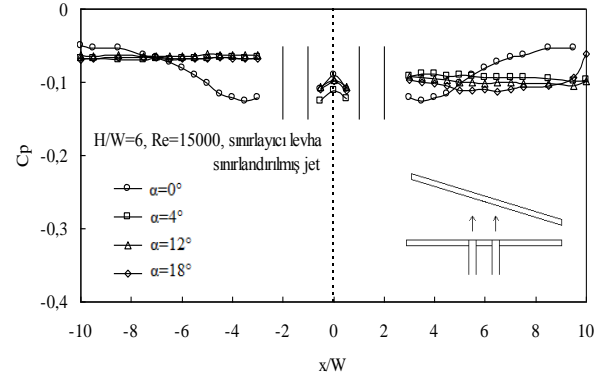 0
-0,1
-0,2
-0,3
-0,4
Cp
H/W=6, Re=15000, sınırlayıcı levha
sınırlandırılmış jet
α=0°
α=4°
α=12°
α=18°
-10 -8 -6 -4 -2 0 2 4 6 8 10
x/W